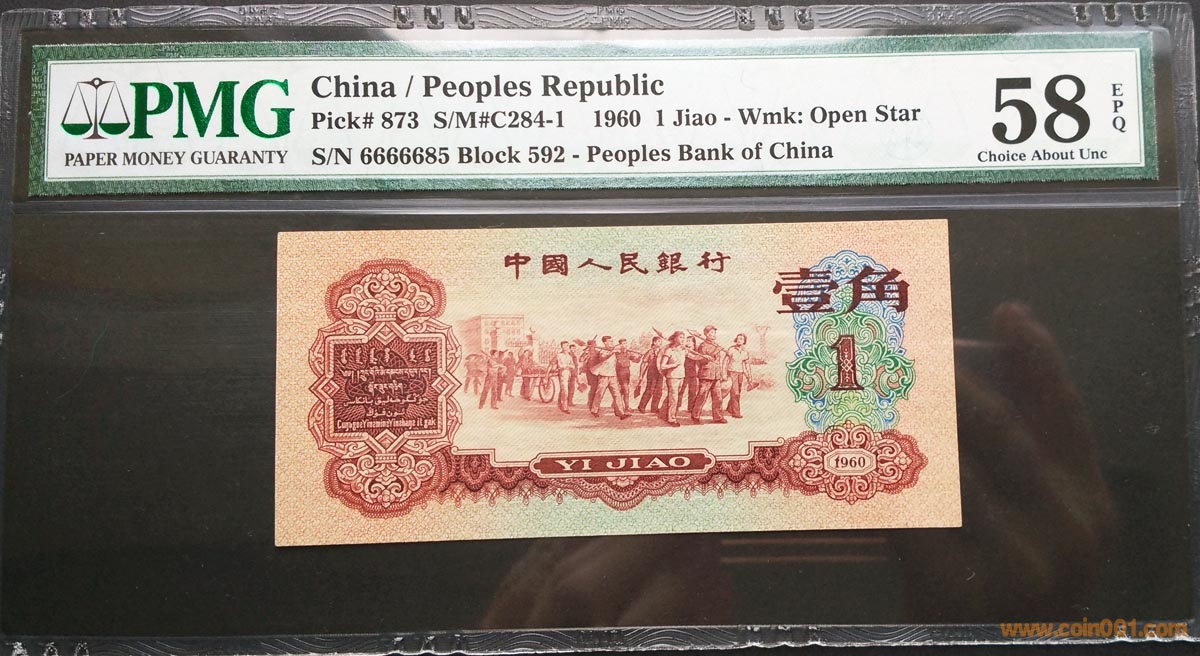 PMG
PAPER MONEY GUARANTY
China / Peoples Republic
Pick# 873 S/M#C284-1 1960 1 Jiao - Wmk: Open Star
S/N 6666685 Block 592 - Peoples Bank of China
58
EPQ
Choice About Unc
中國人民銀行
壹角
1
YI JIAO
1960
www.coin001.com